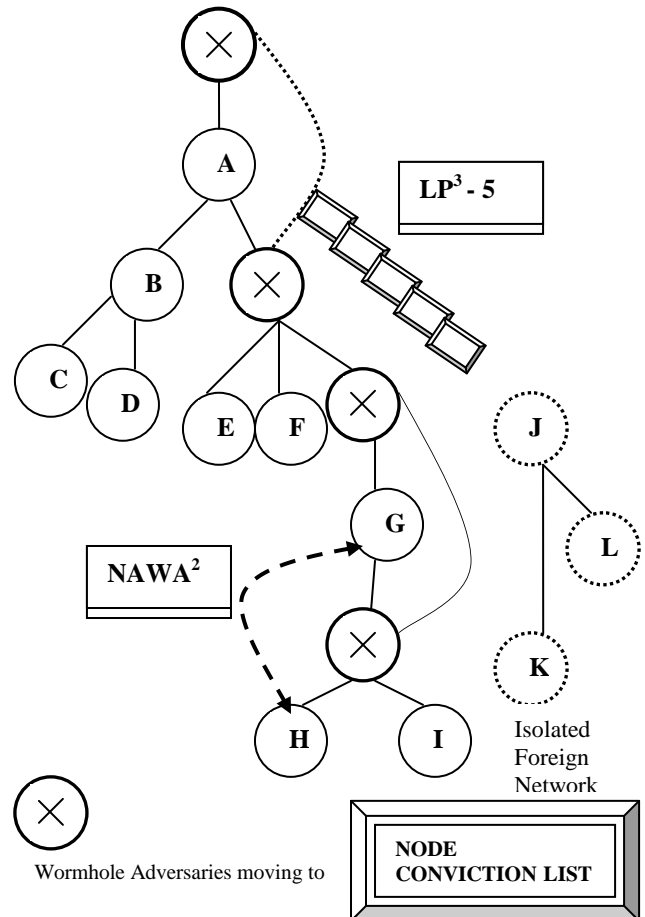 A
LP³ - 5
B
C
D
E
F
J
G
L
NAWA²
K
H
I
Isolated
Foreign
Network
Wormhole Adversaries moving to
NODE
CONVICTION LIST